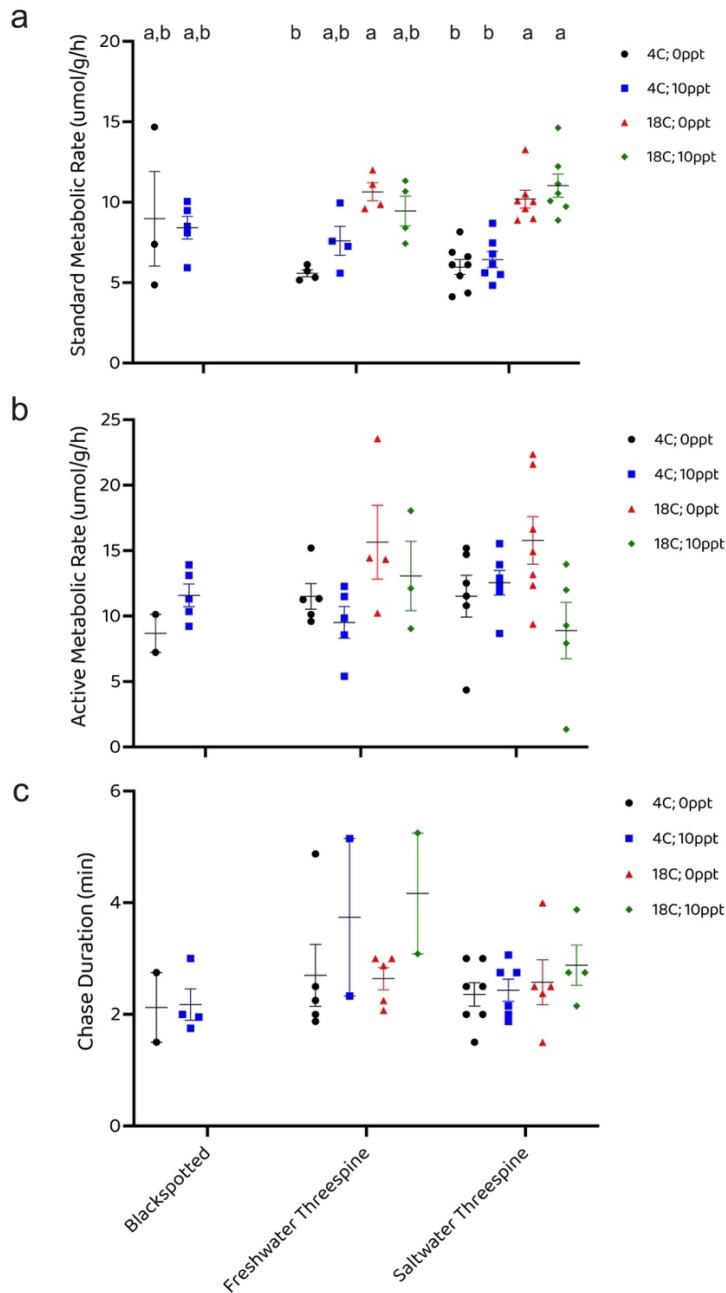 a
a,b a,b b a,b a a,b b b a a
Standard Metabolic Rate (umol/g/h)
20
15
10
5
0
4C; 0ppt
4C; 10ppt
18C; 0ppt
18C; 10ppt
b
Active Metabolic Rate (umol/g/h)
25
20
15
10
5
0
4C; 0ppt
4C; 10ppt
18C; 0ppt
18C; 10ppt
c
Chase Duration (min)
6
4
2
0
4C; 0ppt
4C; 10ppt
18C; 0ppt
18C; 10ppt
Blackspotted
Freshwater Threespine
Saltwater Threespine